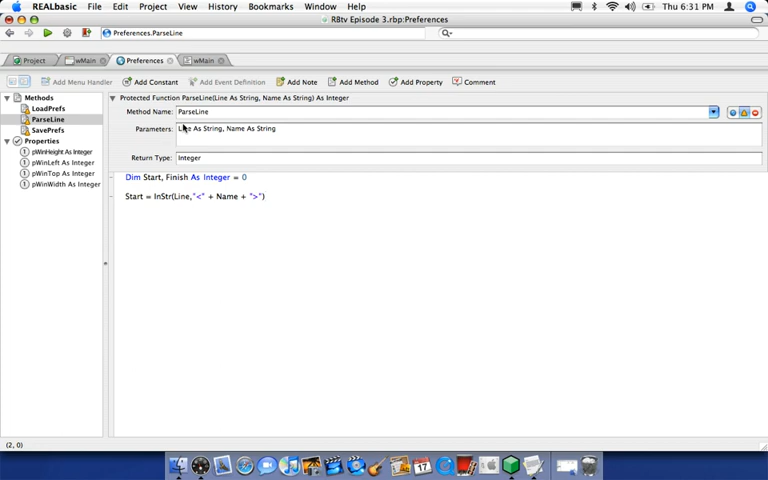 REALbasic File Edit Project View History Bookmarks Window Help Thu 6:31 PM
RBtv Episode 3.rbp:Preferences
Preferences.ParseLine
Project wMain Preferences wMain
Add Menu Handler Add Constant Add Event Definition Add Note Add Method Add Property Comment
Methods
LoadPrefs
ParseLine
SavePrefs
Properties
pWinHeight As Integer
pWinLeft As Integer
pWinTop As Integer
pWinWidth As Integer
Protected Function ParseLine(Line As String, Name As String) As Integer
Method Name: ParseLine
Parameters: Line As String, Name As String
Return Type: Integer
Dim Start, Finish As Integer = 0
Start = InStr(Line,"<" + Name + ">")
(2, 0)
17